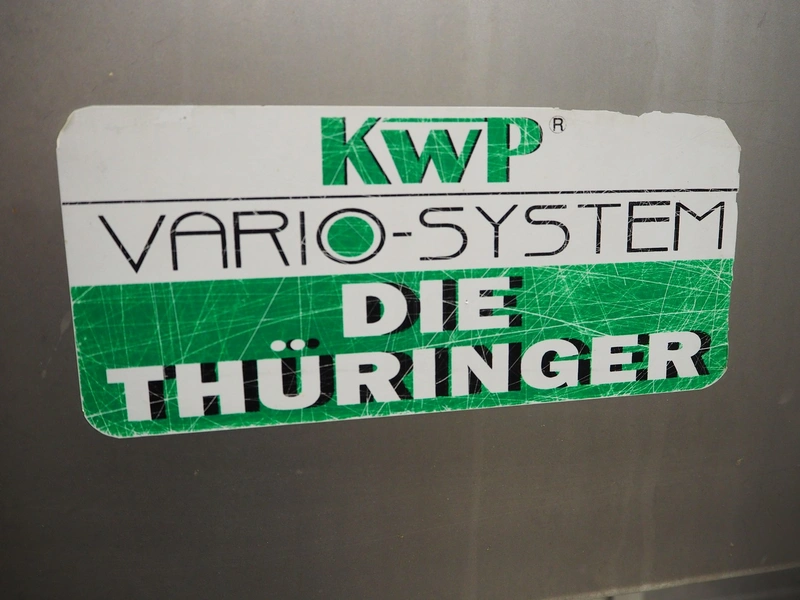 KWP®
VARIO-SYSTEM
DIE
THÜRINGER